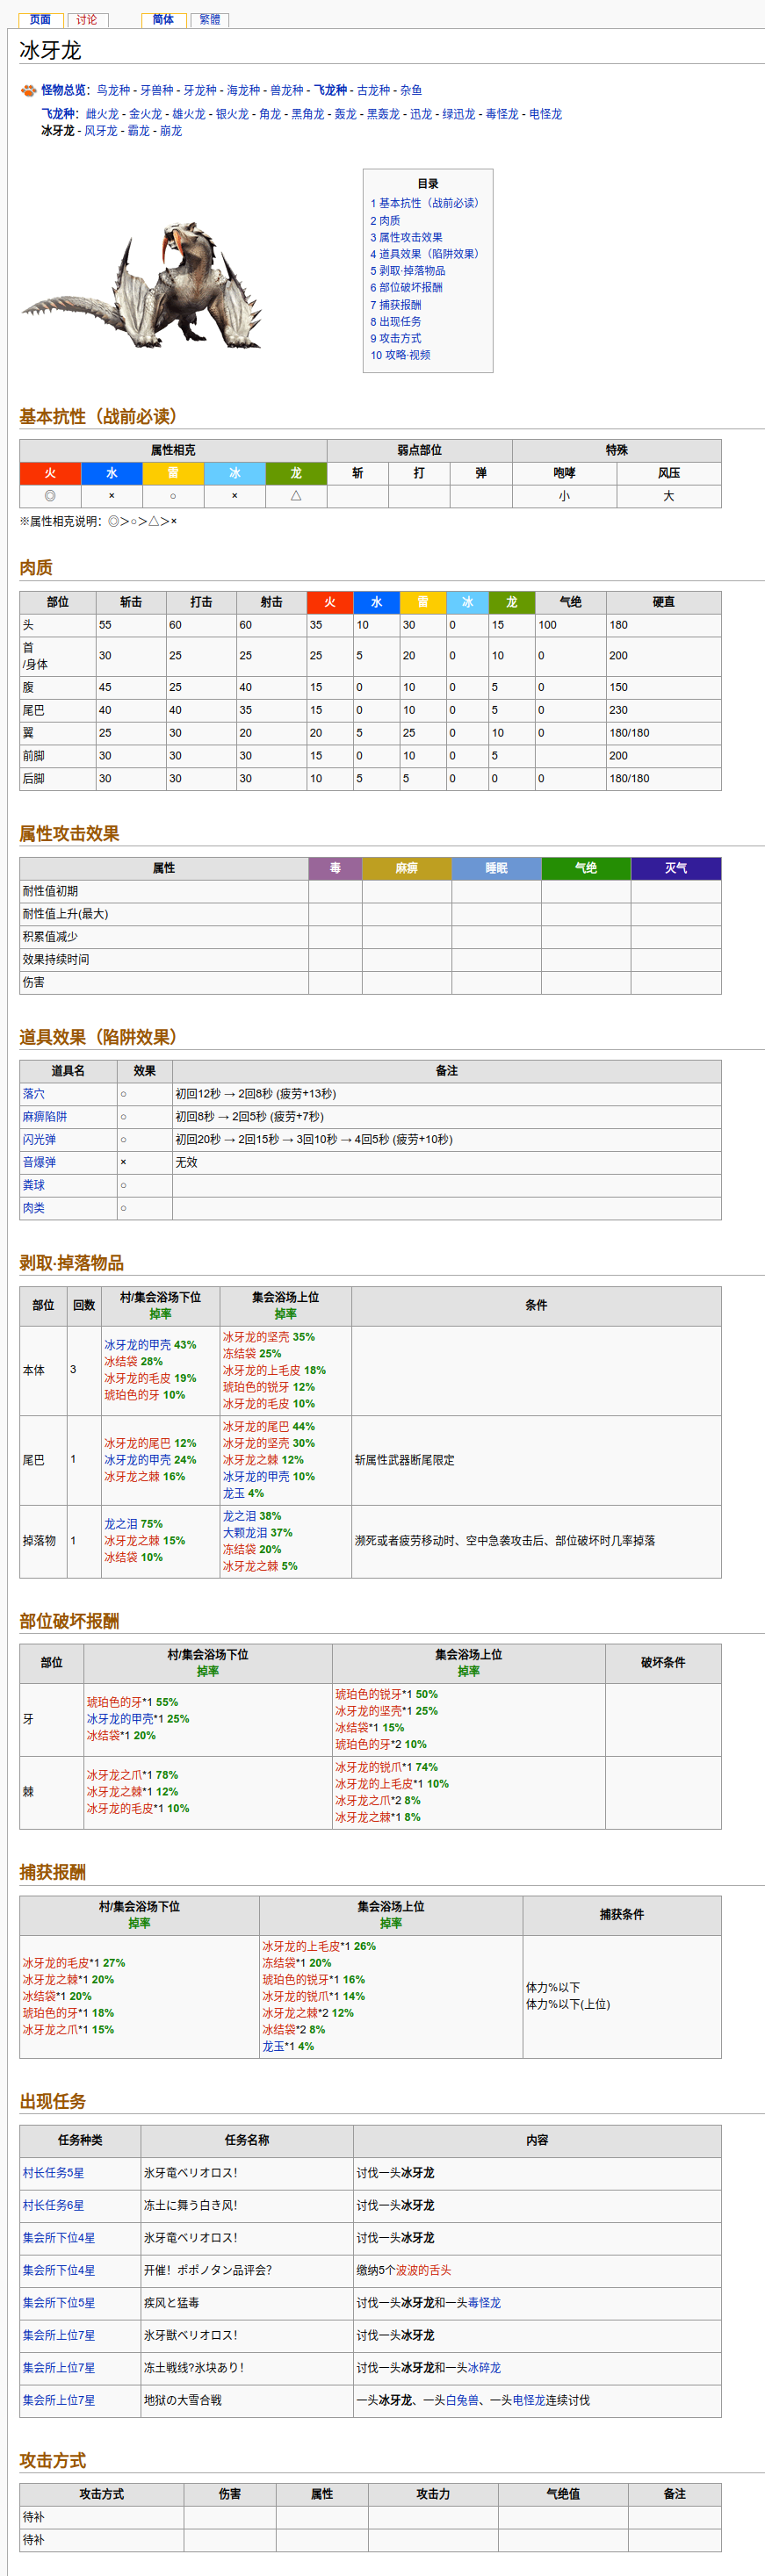 页面 讨论 简体 繁體
冰牙龙
怪物总览：鸟龙种 - 牙兽种 - 牙龙种 - 海龙种 - 兽龙种 - 飞龙种 - 古龙种 - 杂鱼
飞龙种：雌火龙 - 金火龙 - 雄火龙 - 银火龙 - 角龙 - 黑角龙 - 轰龙 - 黑轰龙 - 迅龙 - 绿迅龙 - 毒怪龙 - 电怪龙
冰牙龙 - 风牙龙 - 霸龙 - 崩龙
目录
1 基本抗性（战前必读）
2 肉质
3 属性攻击效果
4 道具效果（陷阱效果）
5 剥取·掉落物品
6 部位破坏报酬
7 捕获报酬
8 出现任务
9 攻击方式
10 攻略·视频
基本抗性（战前必读）
属性相克 弱点部位 特殊
火 水 雷 冰 龙 斩 打 弹 咆哮 风压
◎ × ○ × △ 小 大
※属性相克说明：◎＞○＞△＞×
肉质
部位 斩击 打击 射击 火 水 雷 冰 龙 气绝 硬直
头 55 60 60 35 10 30 0 15 100 180
首
/身体 30 25 25 25 5 20 0 10 0 200
腹 45 25 40 15 0 10 0 5 0 150
尾巴 40 40 35 15 0 10 0 5 0 230
翼 25 30 20 20 5 25 0 10 0 180/180
前脚 30 30 30 15 0 10 0 5 200
后脚 30 30 30 10 5 5 0 0 0 180/180
属性攻击效果
属性 毒 麻痹 睡眠 气绝 灭气
耐性值初期
耐性值上升(最大)
积累值减少
效果持续时间
伤害
道具效果（陷阱效果）
道具名 效果 备注
落穴 ○ 初回12秒 → 2回8秒 (疲劳+13秒)
麻痹陷阱 ○ 初回8秒 → 2回5秒 (疲劳+7秒)
闪光弹 ○ 初回20秒 → 2回15秒 → 3回10秒 → 4回5秒 (疲劳+10秒)
音爆弹 × 无效
粪球 ○
肉类 ○
剥取·掉落物品
部位 回数 村/集会浴场下位 集会浴场上位 条件
掉率 掉率
本体 3
冰牙龙的甲壳 43%
冰结袋 28%
冰牙龙的毛皮 19%
琥珀色的牙 10%
冰牙龙的坚壳 35%
冻结袋 25%
冰牙龙的上毛皮 18%
琥珀色的锐牙 12%
冰牙龙的毛皮 10%
尾巴 1
冰牙龙的尾巴 12%
冰牙龙的甲壳 24%
冰牙龙之棘 16%
冰牙龙的尾巴 44%
冰牙龙的坚壳 30%
冰牙龙之棘 12%
冰牙龙的甲壳 10%
龙玉 4%
斩属性武器断尾限定
掉落物 1
龙之泪 75%
冰牙龙之棘 15%
冰结袋 10%
龙之泪 38%
大颗龙泪 37%
冻结袋 20%
冰牙龙之棘 5%
濒死或者疲劳移动时、空中急袭攻击后、部位破坏时几率掉落
部位破坏报酬
部位 村/集会浴场下位 集会浴场上位 破坏条件
掉率 掉率
牙
琥珀色的牙*1 55%
冰牙龙的甲壳*1 25%
冰结袋*1 20%
琥珀色的锐牙*1 50%
冰牙龙的坚壳*1 25%
冰结袋*1 15%
琥珀色的牙*2 10%
棘
冰牙龙之爪*1 78%
冰牙龙之棘*1 12%
冰牙龙的毛皮*1 10%
冰牙龙的锐爪*1 74%
冰牙龙的上毛皮*1 10%
冰牙龙之爪*2 8%
冰牙龙之棘*1 8%
捕获报酬
村/集会浴场下位 集会浴场上位 捕获条件
掉率 掉率
冰牙龙的毛皮*1 27%
冰牙龙之棘*1 20%
冰结袋*1 20%
琥珀色的牙*1 18%
冰牙龙之爪*1 15%
冰牙龙的上毛皮*1 26%
冻结袋*1 20%
琥珀色的锐牙*1 16%
冰牙龙的锐爪*1 14%
冰牙龙之棘*2 12%
冰结袋*2 8%
龙玉*1 4%
体力%以下
体力%以下(上位)
出现任务
任务种类 任务名称 内容
村长任务5星 氷牙竜ベリオロス！ 讨伐一头冰牙龙
村长任务6星 冻土に舞う白き风！ 讨伐一头冰牙龙
集会所下位4星 氷牙竜ベリオロス！ 讨伐一头冰牙龙
集会所下位4星 开催！ポポノタン品评会？ 缴纳5个波波的舌头
集会所下位5星 疾风と猛毒 讨伐一头冰牙龙和一头毒怪龙
集会所上位7星 氷牙獣ベリオロス！ 讨伐一头冰牙龙
集会所上位7星 冻土戦线?氷块あり！ 讨伐一头冰牙龙和一头冰碎龙
集会所上位7星 地狱の大雪合戦 一头冰牙龙、一头白兔兽、一头电怪龙连续讨伐
攻击方式
攻击方式 伤害 属性 攻击力 气绝值 备注
待补
待补